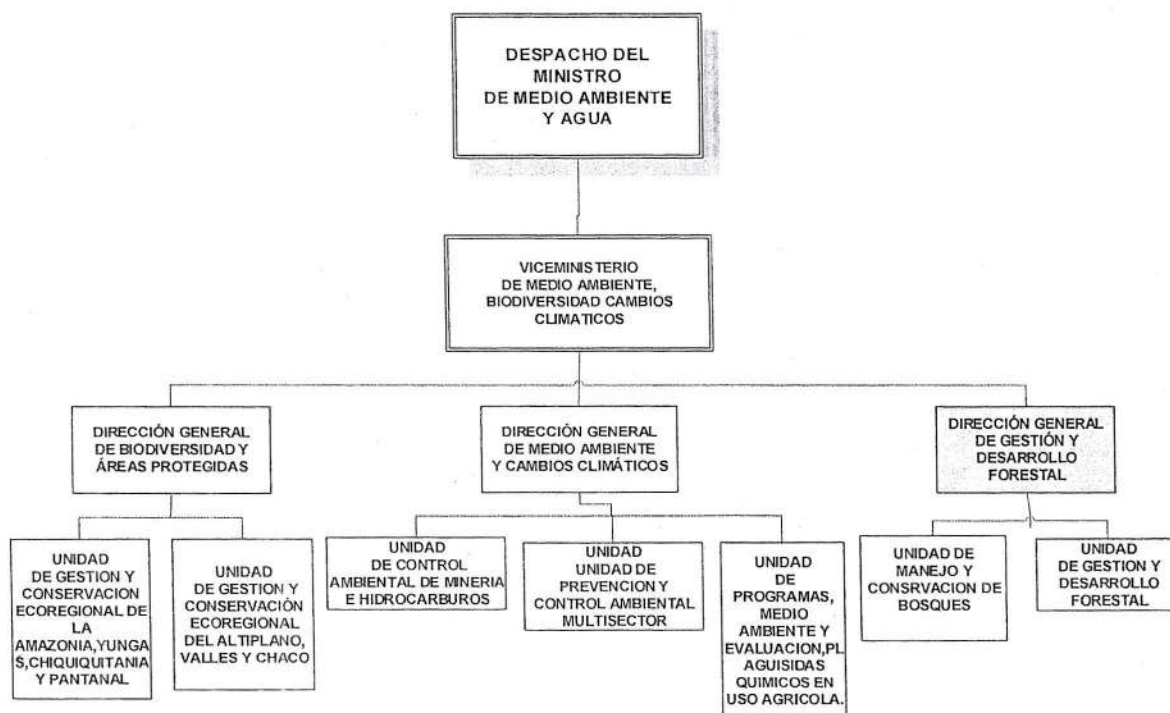 DESPACHO DEL
MINISTRO
DE MEDIO AMBIENTE
Y AGUA
VICEMINISTERIO
DE MEDIO AMBIENTE,
BIODIVERSIDAD CAMBIOS
CLIMATICOS
DIRECCIÓN GENERAL
DE BIODIVERSIDAD Y
ÁREAS PROTEGIDAS
DIRECCIÓN GENERAL
DE MEDIO AMBIENTE
Y CAMBIOS CLIMÁTICOS
DIRECCIÓN GENERAL
DE GESTIÓN Y
DESARROLLO
FORESTAL
UNIDAD
DE GESTION Y
CONSERVACION
ECOREGIONAL DE
LA
AMAZONIA,YUNGA
S,CHIQUIQUITANIA
Y PANTANAL
UNIDAD
DE GESTION Y
CONSERVACIÓN
ECOREGIONAL
DEL ALTIPLANO,
VALLES Y CHACO
UNIDAD
DE CONTROL
AMBIENTAL DE MINERIA
E HIDROCARBUROS
UNIDAD
UNIDAD DE
PREVENCION Y
CONTROL AMBIENTAL
MULTISECTOR
UNIDAD
DE
PROGRAMAS,
MEDIO
AMBIENTE Y
EVALUACION,PL
AGUISIDAS
QUIMICOS EN
USO AGRICOLA.
UNIDAD DE
MANEJO Y
CONSRVACION DE
BOSQUES
UNIDAD
DE GESTION Y
DESARROLLO
FORESTAL